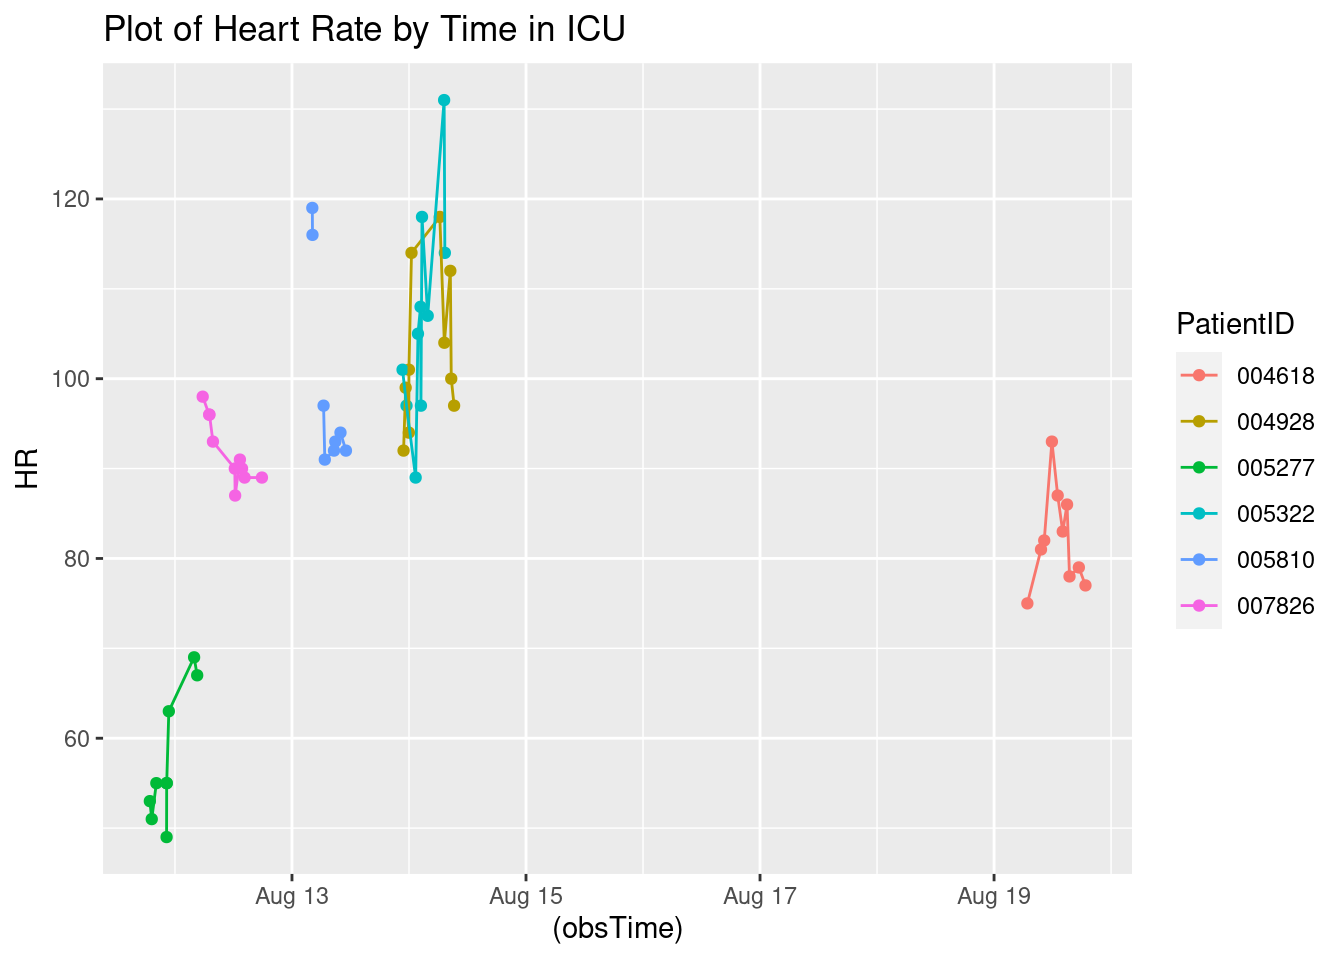 Plot of Heart Rate by Time in ICU
HR
120
100
80
60
Aug 13
Aug 15
Aug 17
Aug 19
(obsTime)
PatientID
004618
004928
005277
005322
005810
007826